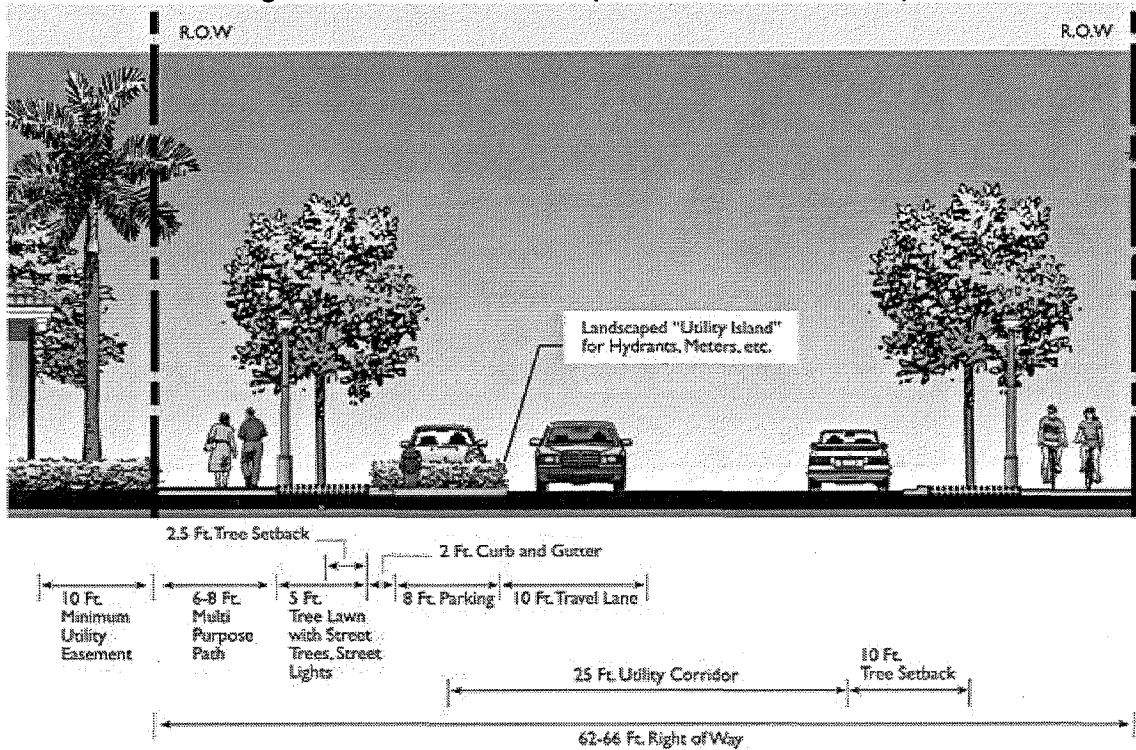 R.O.W
R.O.W
Landscaped "Utility Island"
for Hydrants, Meters, etc.
2.5 Ft. Tree Setback
2 Ft. Curb and Gutter
10 Ft.
Minimum
Utility
Easement
6-8 Ft.
Multi
Purpose
Path
5 Ft.
Tree Lawn
with Street
Trees, Street
Lights
8 Ft. Parking
10 Ft. Travel Lane
25 Ft. Utility Corridor
10 Ft.
Tree Setback
62-66 Ft. Right of Way